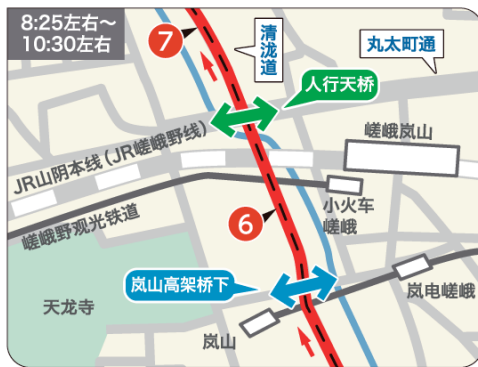 8:25左右～
10:30左右
7
清泷道
丸太町通
人行天桥
嵯峨岚山
JR山阴本线（JR嵯峨野线）
小火车
嵯峨
6
嵯峨野观光铁道
岚山高架桥下
岚电嵯峨
天龙寺
岚山